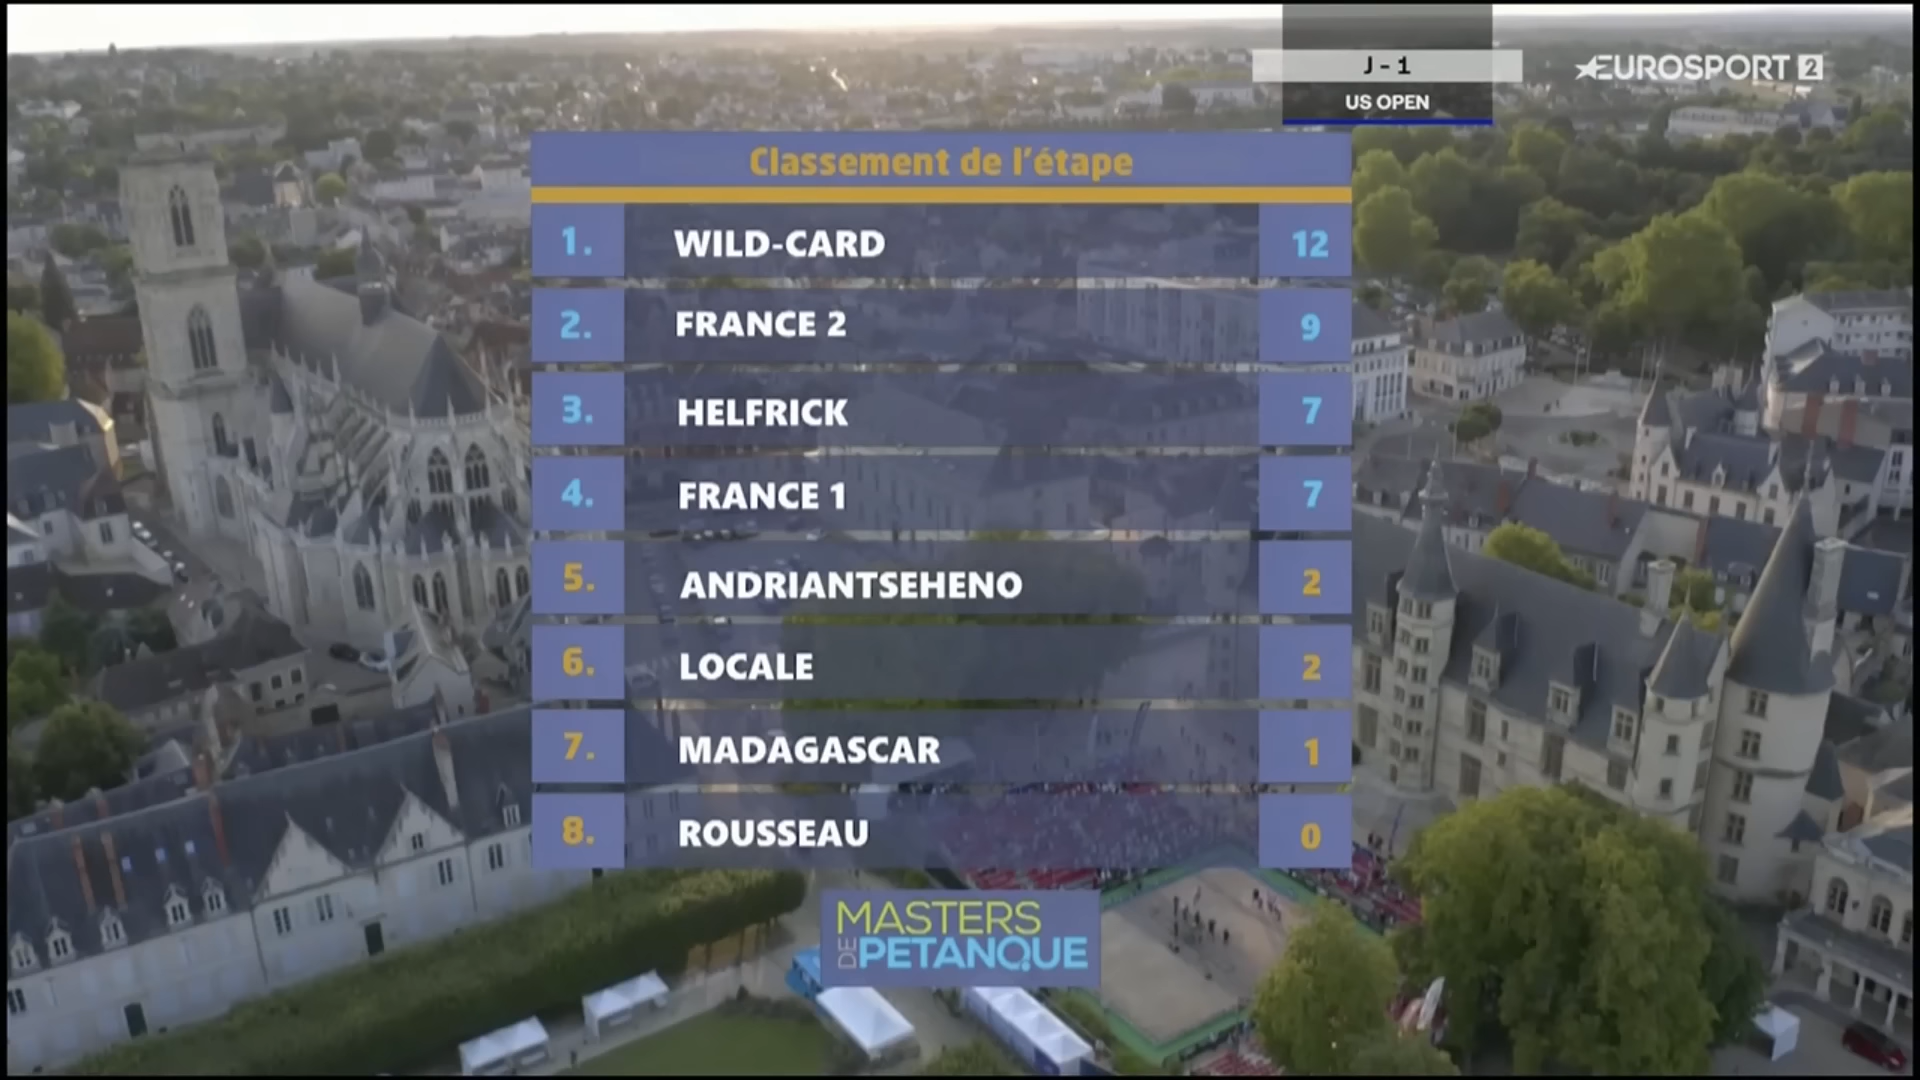 J - 1
US OPEN
EUROSPORT 2
Classement de l'étape
1. WILD-CARD 12
2. FRANCE 2 9
3. HELFRICK 7
4. FRANCE 1 7
5. ANDRIANTSEHENO 2
6. LOCALE 2
7. MADAGASCAR 1
8. ROUSSEAU 0
MASTERS
DE PETANQUE